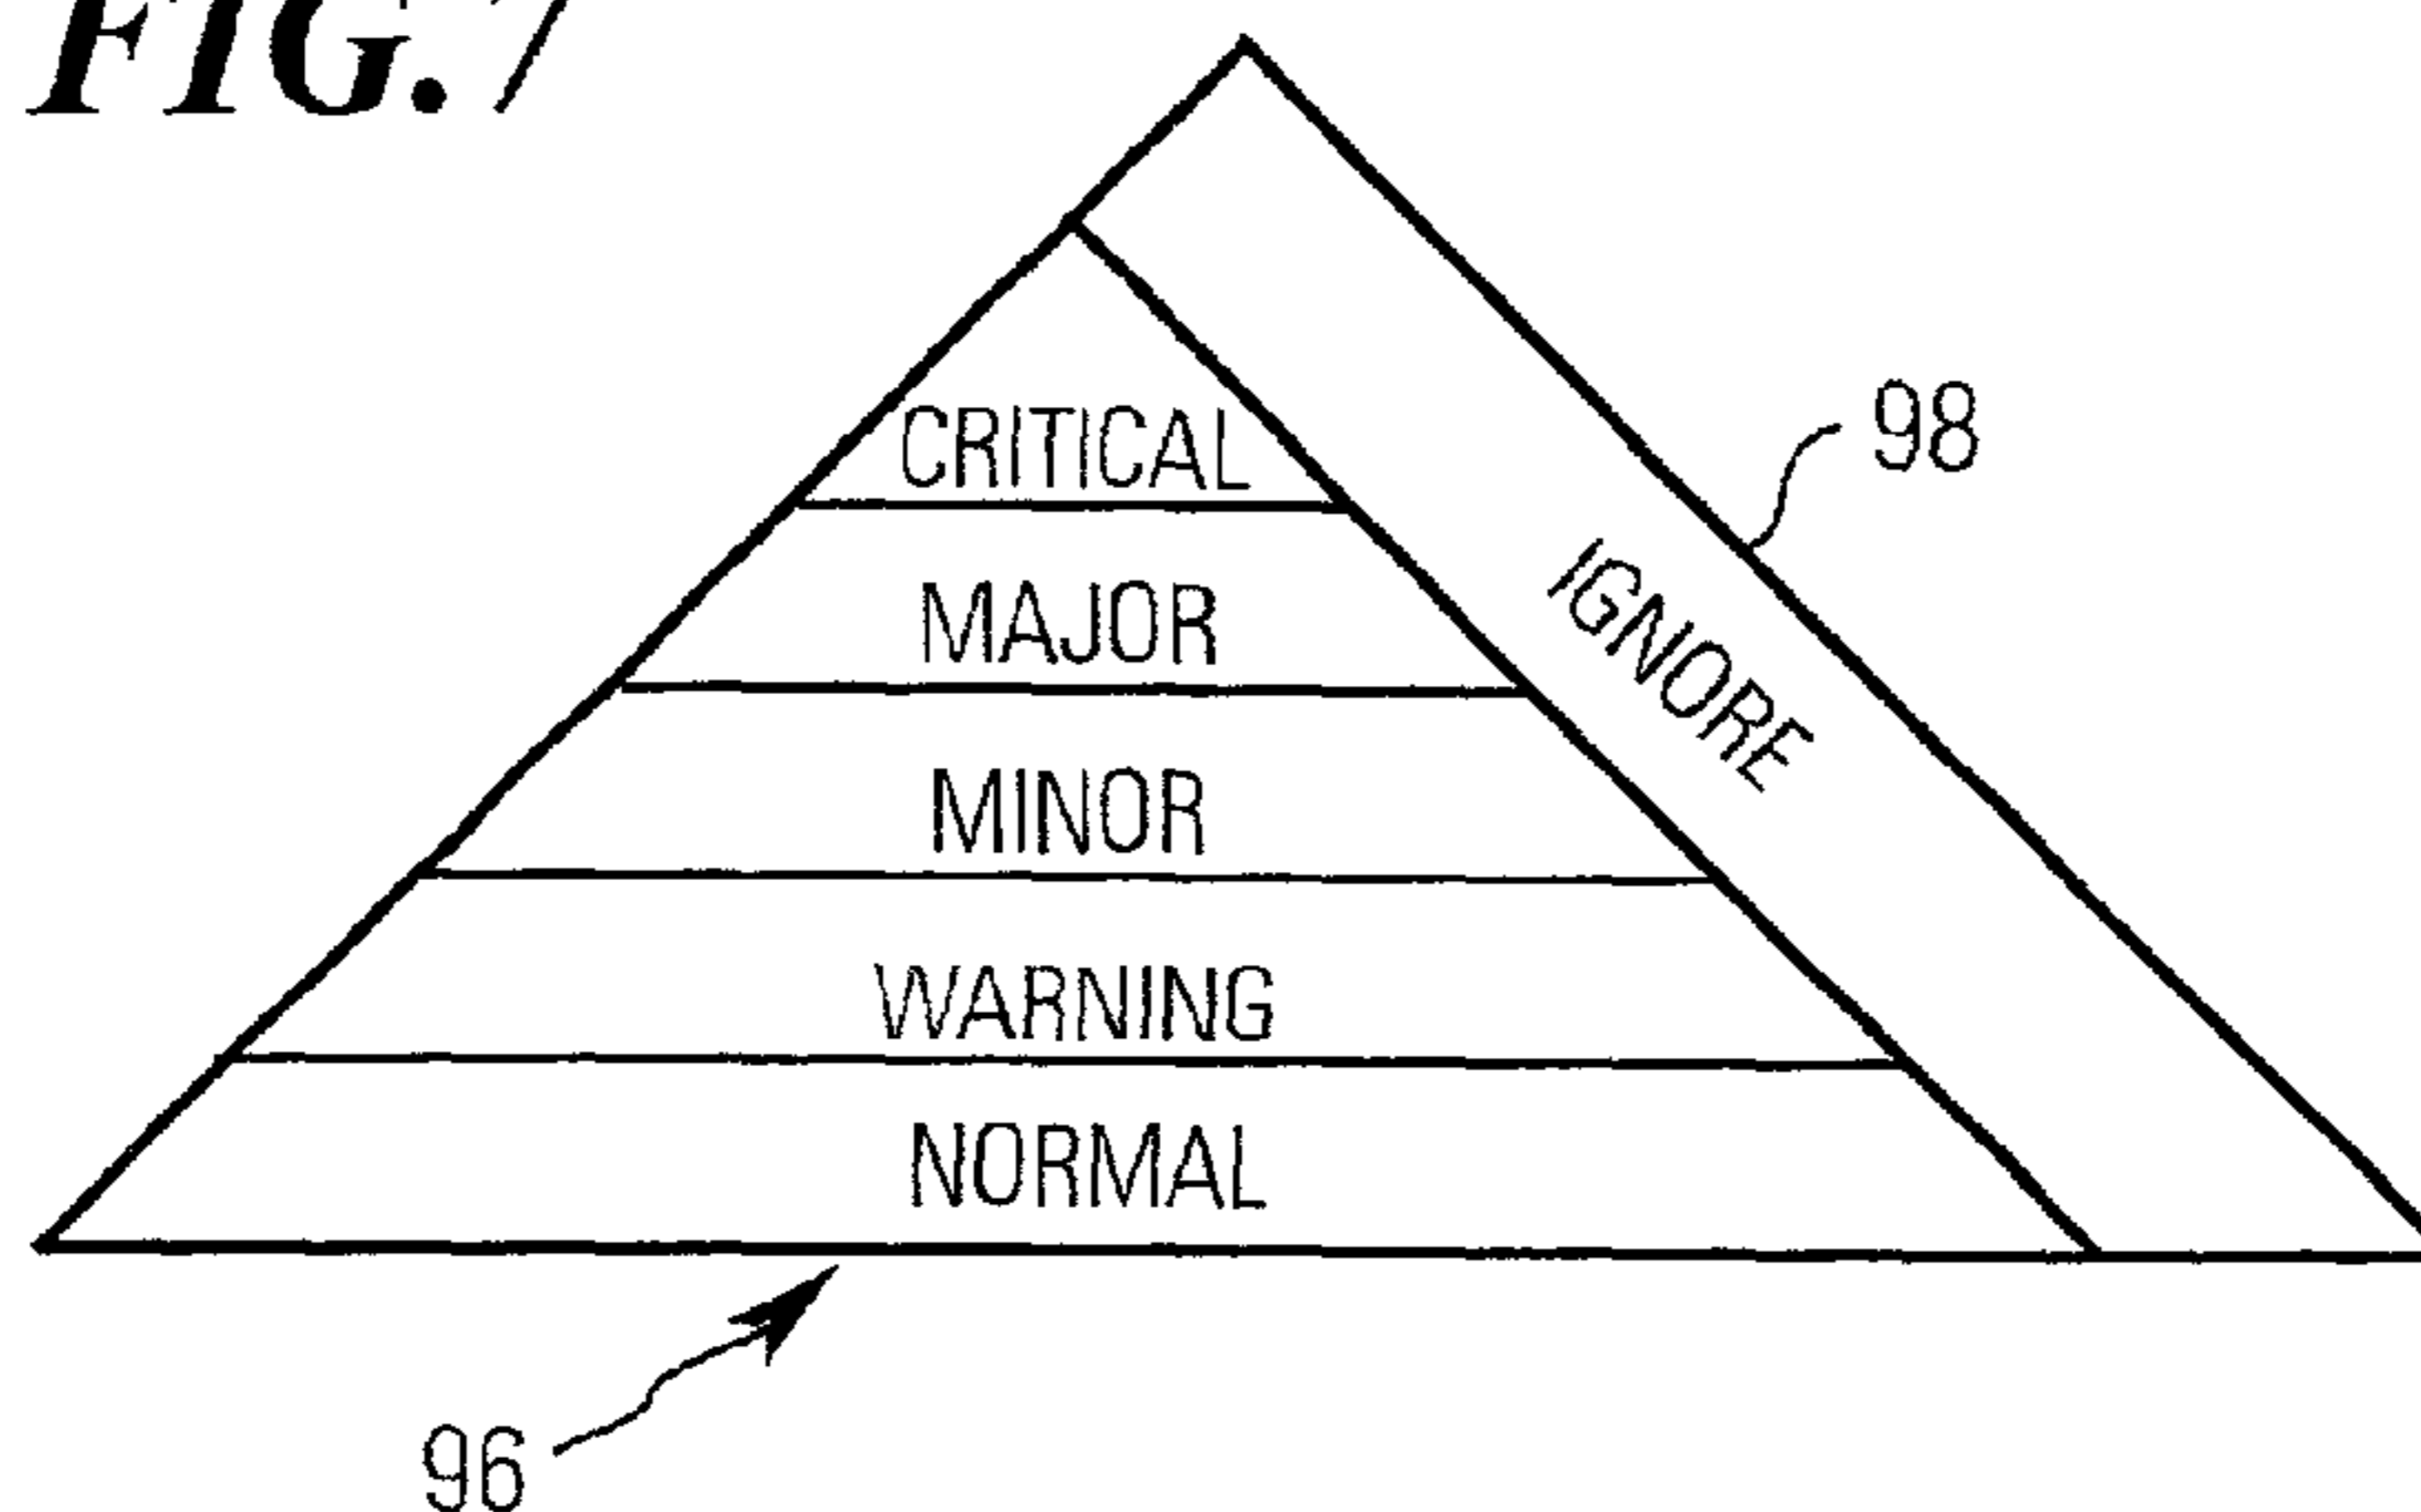 FIG. 7
CRITICAL
98
MAJOR
IGNORE
MINOR
WARNING
NORMAL
96